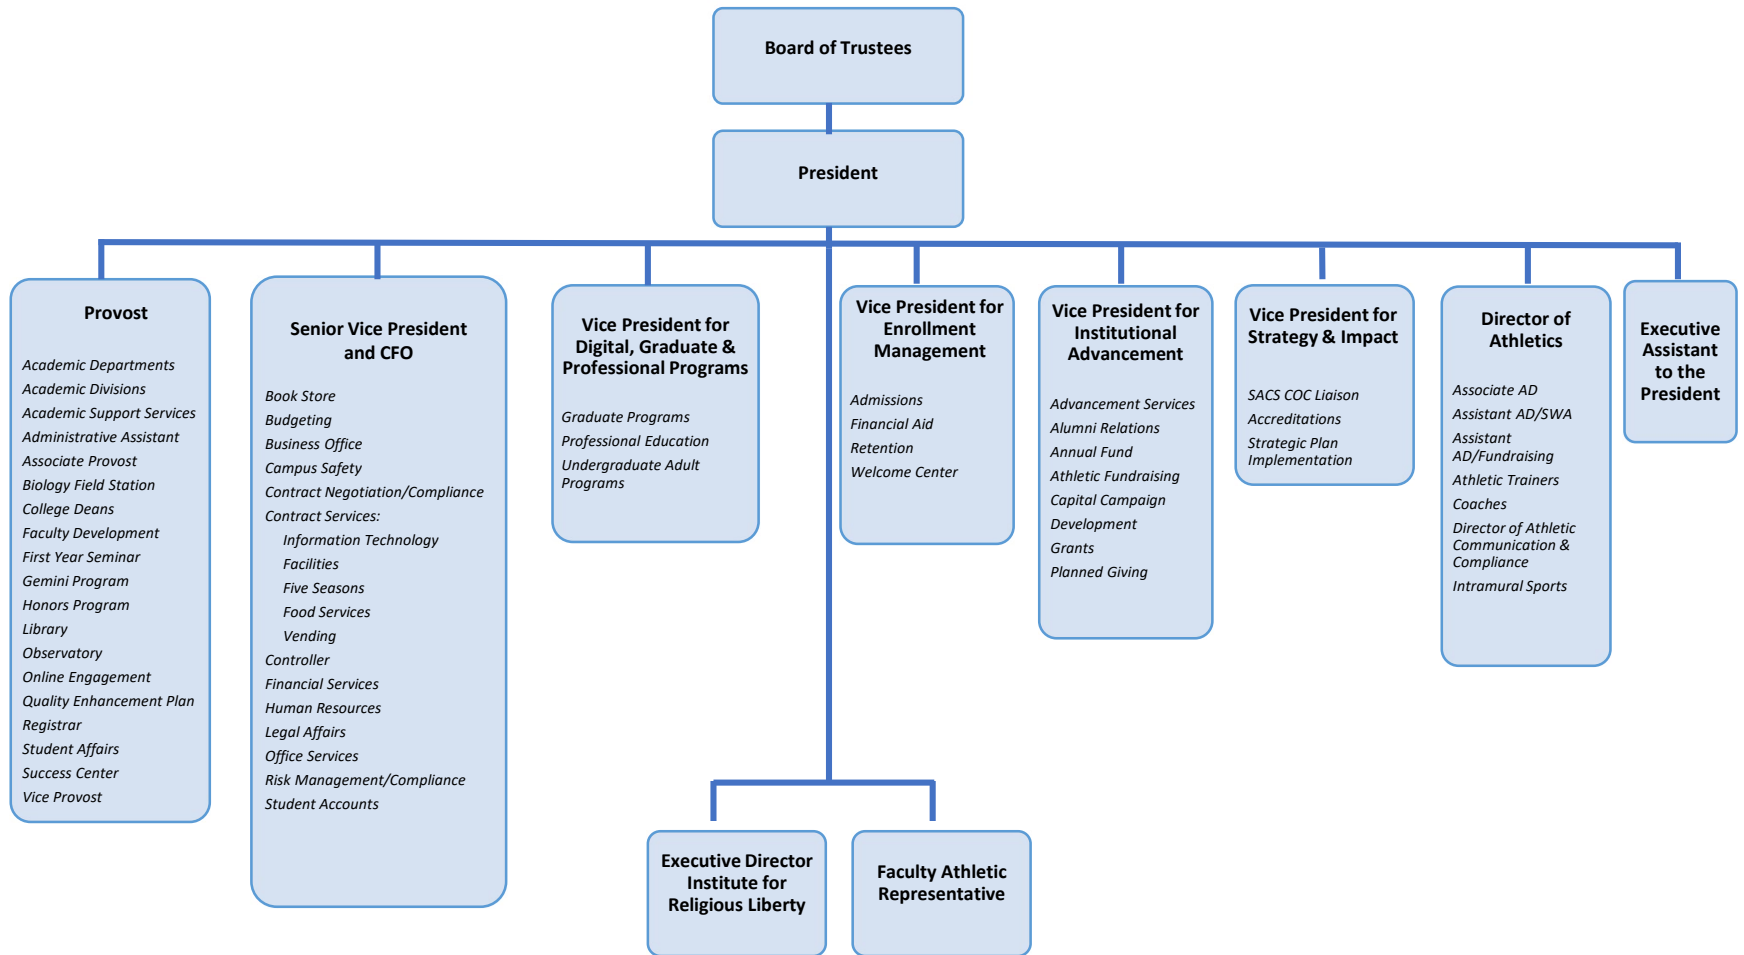 Board of Trustees
President
Provost
Academic Departments
Academic Divisions
Academic Support Services
Administrative Assistant
Associate Provost
Biology Field Station
College Deans
Faculty Development
First Year Seminar
Gemini Program
Honors Program
Library
Observatory
Online Engagement
Quality Enhancement Plan
Registrar
Student Affairs
Success Center
Vice Provost
Senior Vice President
and CFO
Book Store
Budgeting
Business Office
Campus Safety
Contract Negotiation/Compliance
Contract Services:
Information Technology
Facilities
Five Seasons
Food Services
Vending
Controller
Financial Services
Human Resources
Legal Affairs
Office Services
Risk Management/Compliance
Student Accounts
Vice President for
Digital, Graduate &
Professional Programs
Graduate Programs
Professional Education
Undergraduate Adult
Programs
Vice President for
Enrollment
Management
Admissions
Financial Aid
Retention
Welcome Center
Vice President for
Institutional
Advancement
Advancement Services
Alumni Relations
Annual Fund
Athletic Fundraising
Capital Campaign
Development
Grants
Planned Giving
Vice President for
Strategy & Impact
SACS COC Liaison
Accreditations
Strategic Plan
Implementation
Director of
Athletics
Associate AD
Assistant AD/SWA
Assistant
AD/Fundraising
Athletic Trainers
Coaches
Director of Athletic
Communication &
Compliance
Intramural Sports
Executive
Assistant
to the
President
Executive Director
Institute for
Religious Liberty
Faculty Athletic
Representative